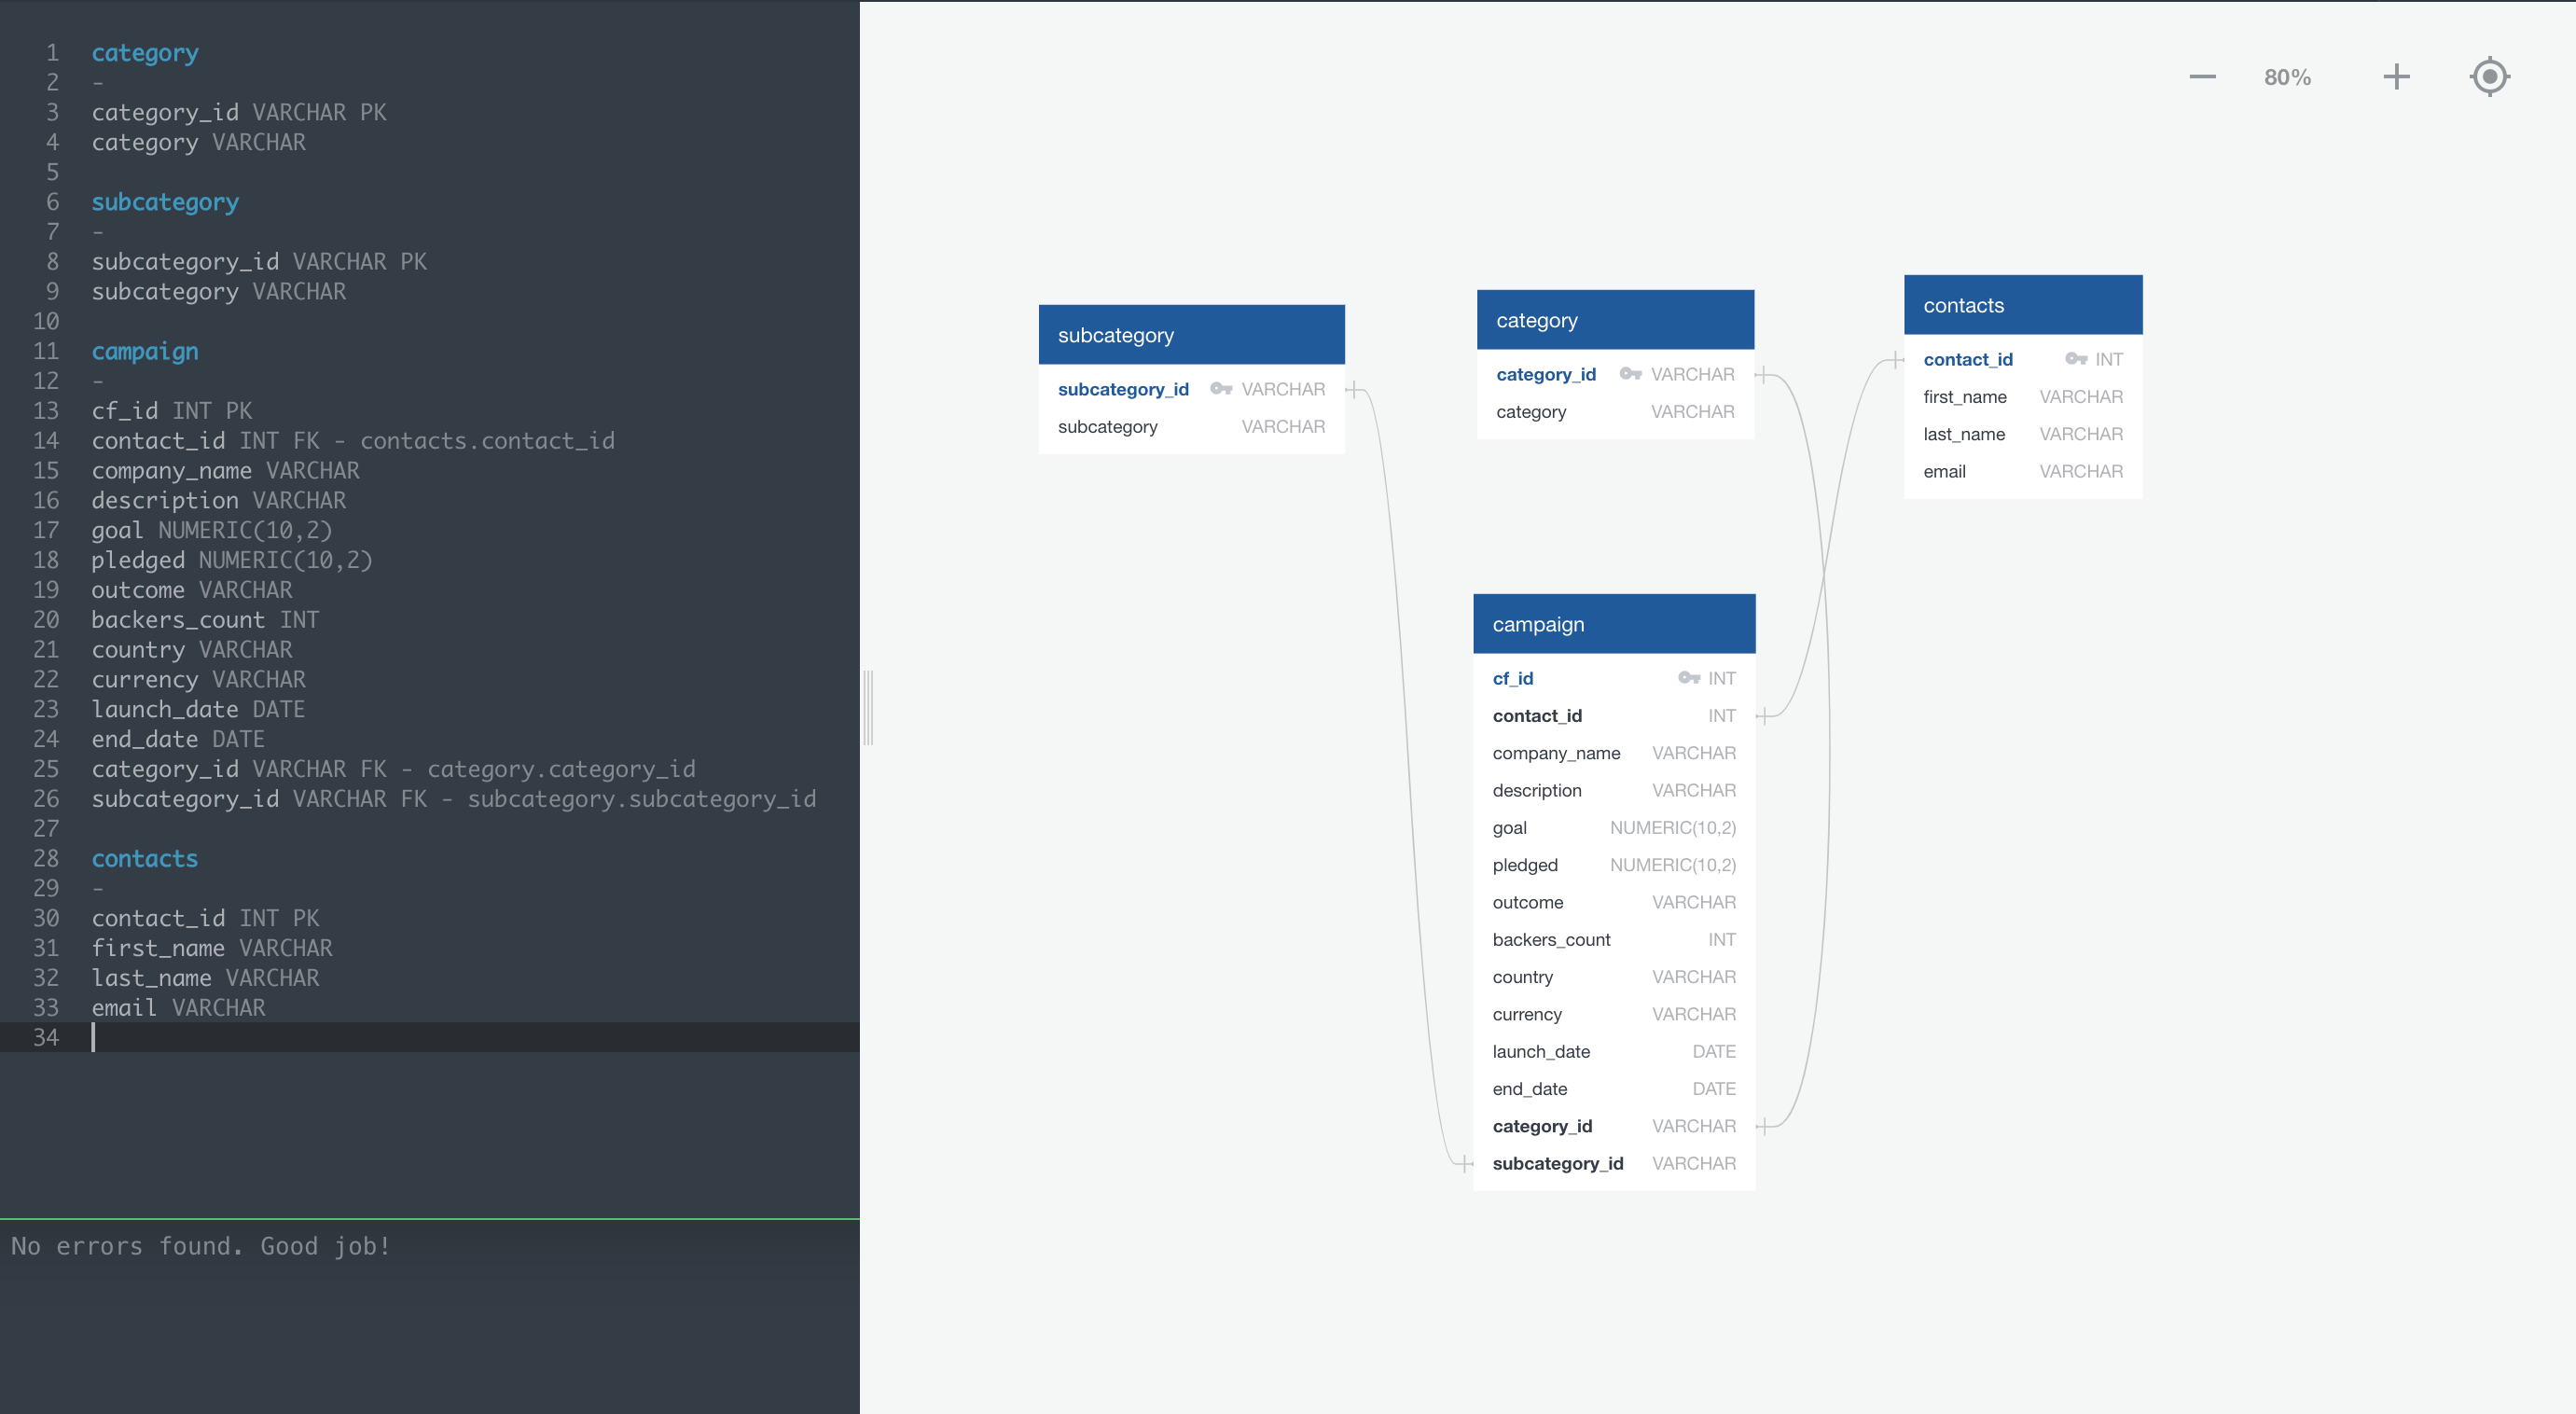 1 category
2 -
3 category_id VARCHAR PK
4 category VARCHAR
5
6 subcategory
7 -
8 subcategory_id VARCHAR PK
9 subcategory VARCHAR
10
11 campaign
12 -
13 cf_id INT PK
14 contact_id INT FK - contacts.contact_id
15 company_name VARCHAR
16 description VARCHAR
17 goal NUMERIC(10,2)
18 pledged NUMERIC(10,2)
19 outcome VARCHAR
20 backers_count INT
21 country VARCHAR
22 currency VARCHAR
23 launch_date DATE
24 end_date DATE
25 category_id VARCHAR FK - category.category_id
26 subcategory_id VARCHAR FK - subcategory.subcategory_id
27
28 contacts
29 -
30 contact_id INT PK
31 first_name VARCHAR
32 last_name VARCHAR
33 email VARCHAR
34
No errors found. Good job!
80%
subcategory
subcategory_id VARCHAR
subcategory VARCHAR
category
category_id VARCHAR
category VARCHAR
contacts
contact_id INT
first_name VARCHAR
last_name VARCHAR
email VARCHAR
campaign
cf_id INT
contact_id INT
company_name VARCHAR
description VARCHAR
goal NUMERIC(10,2)
pledged NUMERIC(10,2)
outcome VARCHAR
backers_count INT
country VARCHAR
currency VARCHAR
launch_date DATE
end_date DATE
category_id VARCHAR
subcategory_id VARCHAR